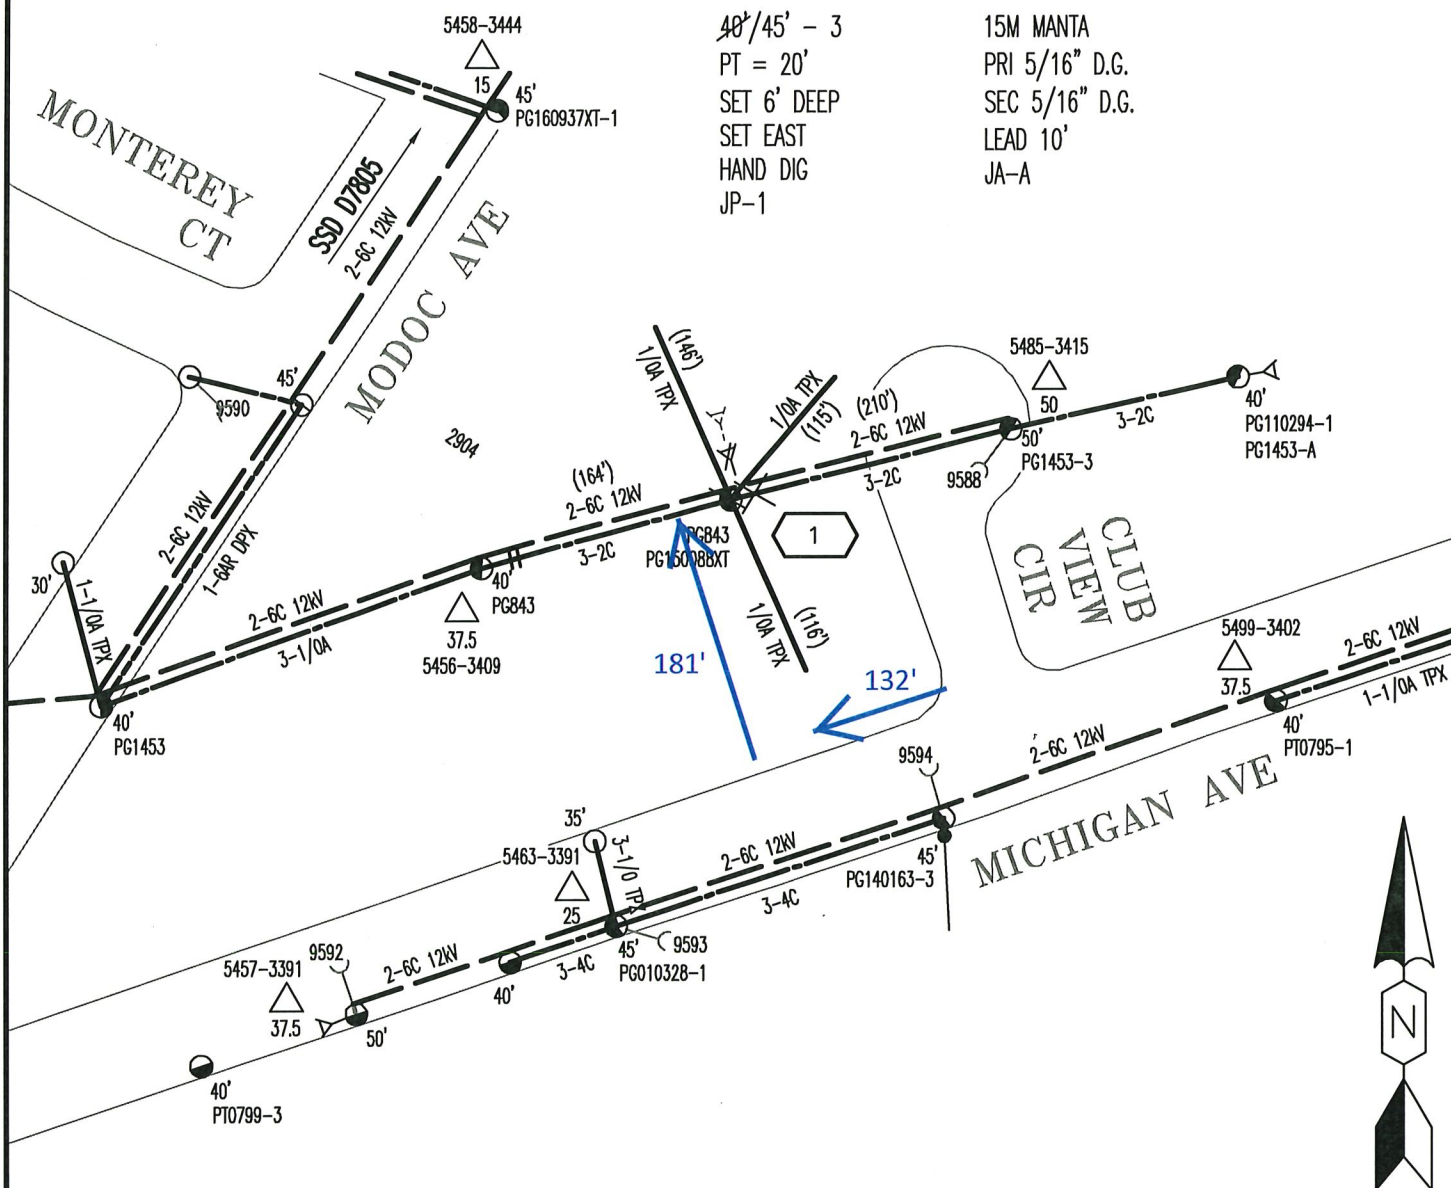 5458-3444
15
45'
PG160937XT-1
40'/45' - 3
PT = 20'
SET 6' DEEP
SET EAST
HAND DIG
JP-1
15M MANTA
PRI 5/16" D.G.
SEC 5/16" D.G.
LEAD 10'
JA-A
MONTEREY
CT
SSD D7805
2-6C 12kV
MODOC AVE
45'
9590
2904
2-6C 12kV
1-6AR DPX
30'
1-1/0A TPX
40'
PG1453
2-6C 12kV
3-1/0A
40'
PG843
37.5
5456-3409
(164')
2-6C 12kV
3-2C
(146')
1/0A TPX
1/0A TPX
(115')
(210')
2-6C 12kV
3-2C
5485-3415
50
50'
PG1453-3
9588
3-2C
40'
PG110294-1
PG1453-A
PG843
1
(116')
1/0A TPX
181'
132'
CLUB
VIEW
CIR
5499-3402
37.5
2-6C 12kV
1-1/0A TPX
40'
PT0795-1
9594
2-6C 12kV
MICHIGAN AVE
45'
PG140163-3
2-6C 12kV
3-4C
35'
3-1/0
5463-3391
25
45'
9593
PG010328-1
3-4C
40'
9592
2-6C 12kV
5457-3391
37.5
50'
40'
PT0799-3
N